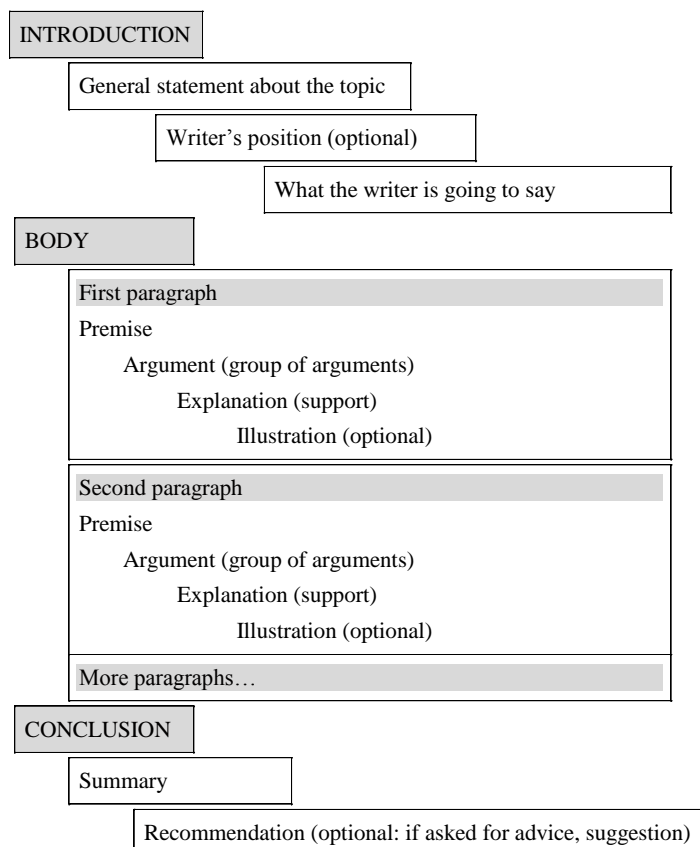 INTRODUCTION
General statement about the topic
Writer’s position (optional)
What the writer is going to say
BODY
First paragraph
Premise
Argument (group of arguments)
Explanation (support)
Illustration (optional)
Second paragraph
Premise
Argument (group of arguments)
Explanation (support)
Illustration (optional)
More paragraphs…
CONCLUSION
Summary
Recommendation (optional: if asked for advice, suggestion)